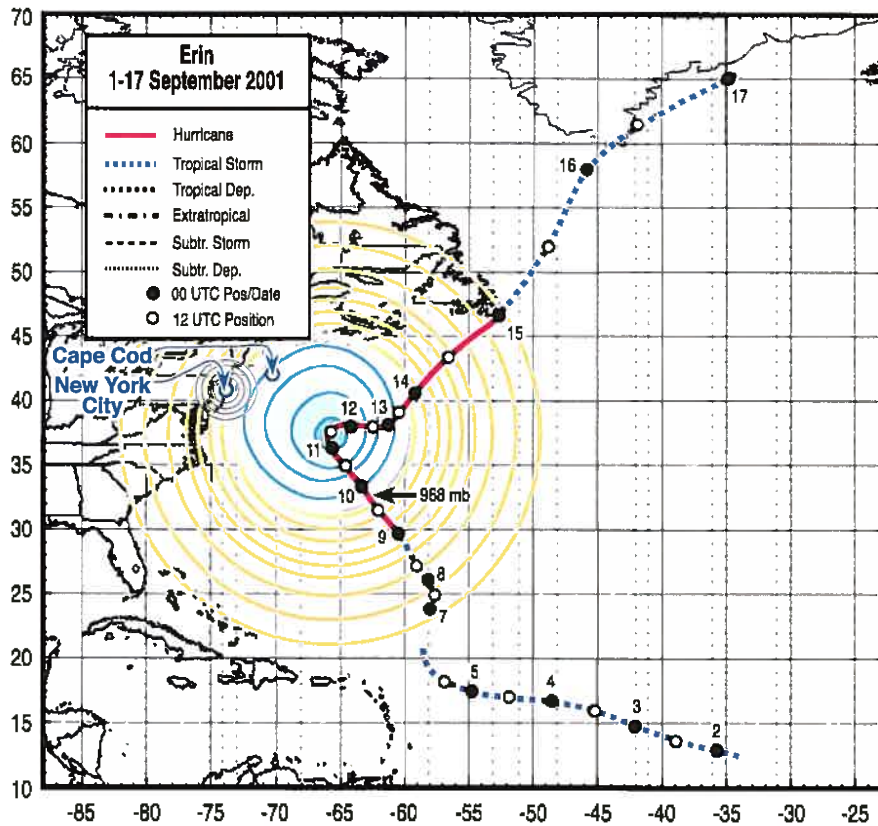 Erin
1-17 September 2001
Hurricane
Tropical Storm
Tropical Dep.
Extratropical
Subtr. Storm
Subtr. Dep.
00 UTC Pos/Date
12 UTC Position
Cape Cod
New York
City
968 mb
17
16
15
14
13
12
11
10
9
8
7
5
4
3
2
70
65
60
55
50
45
40
35
30
25
20
15
10
-85 -80 -75 -70 -65 -60 -55 -50 -45 -40 -35 -30 -25